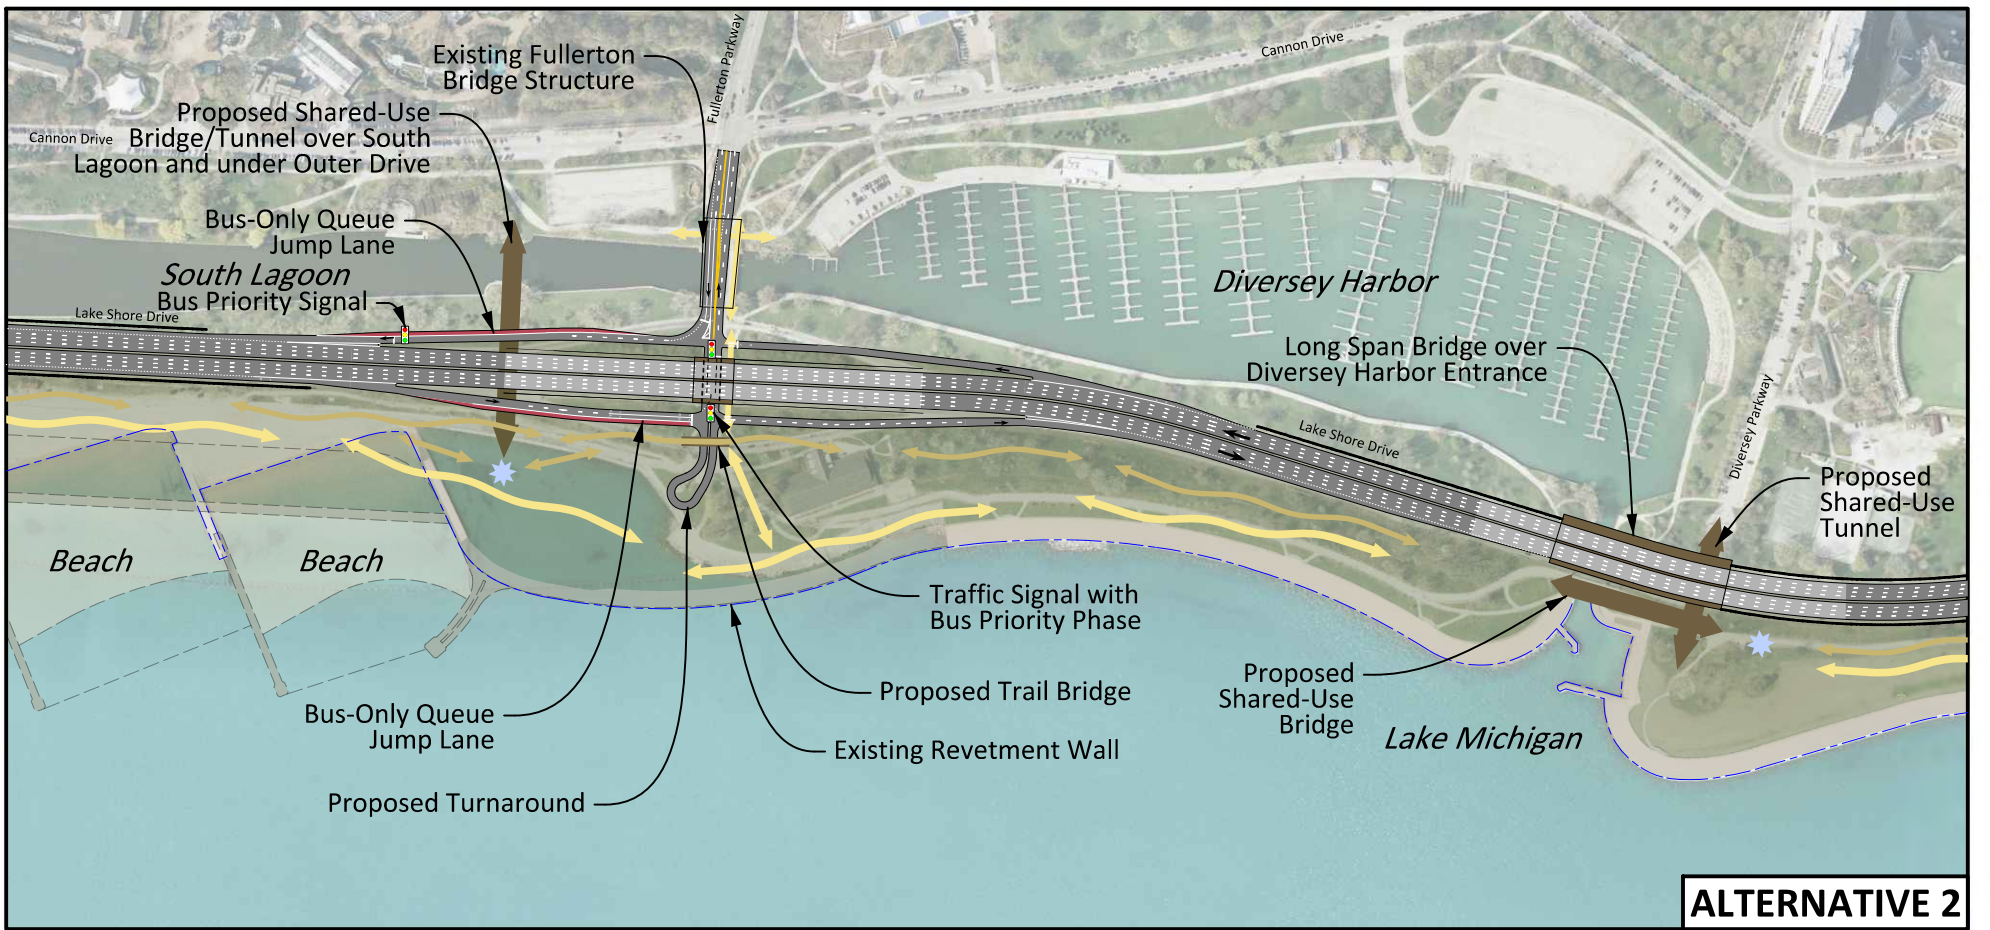 Existing Fullerton
Bridge Structure
Fullerton Parkway
Cannon Drive
Proposed Shared-Use
Bridge/Tunnel over South
Lagoon and under Outer Drive
Cannon Drive
Bus-Only Queue
Jump Lane
South Lagoon
Bus Priority Signal
Lake Shore Drive
Diversey Harbor
Long Span Bridge over
Diversey Harbor Entrance
Diversey Parkway
Lake Shore Drive
Proposed
Shared-Use
Tunnel
Beach
Beach
Traffic Signal with
Bus Priority Phase
Proposed Trail Bridge
Existing Revetment Wall
Bus-Only Queue
Jump Lane
Proposed Turnaround
Proposed
Shared-Use
Bridge
Lake Michigan
ALTERNATIVE 2